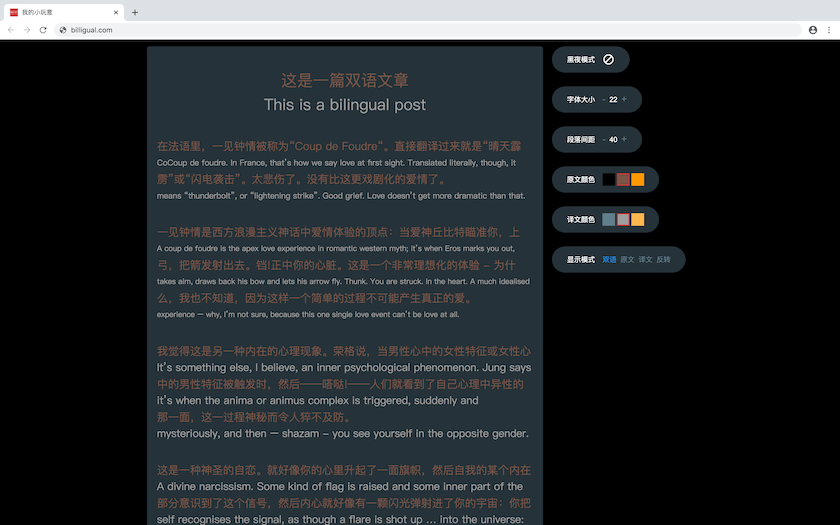 我的小玩意
biligual.com
这是一篇双语文章
This is a bilingual post
在法语里，一见钟情被称为“Coup de Foudre“。直接翻译过来就是“晴天霹
CoCoup de foudre. In France, that’s how we say love at first sight. Translated literally, though, it
雳”或“闪电袭击”。太悲伤了。没有比这更戏剧化的爱情了。
means “thunderbolt”, or “lightening strike”. Good grief. Love doesn’t get more dramatic than that.
一见钟情是西方浪漫主义神话中爱情体验的顶点：当爱神丘比特瞄准你，上
A coup de foudre is the apex love experience in romantic western myth; it’s when Eros marks you out,
弓，把箭发射出去。铛!正中你的心脏。这是一个非常理想化的体验 – 为什
takes aim, draws back his bow and lets his arrow fly. Thunk. You are struck. In the heart. A much idealised
么，我也不知道，因为这样一个简单的过程不可能产生真正的爱。
experience — why, I’m not sure, because this one single love event can’t be love at all.
我觉得这是另一种内在的心理现象。荣格说，当男性心中的女性特征或女性心
It’s something else, I believe, an inner psychological phenomenon. Jung says
中的男性特征被触发时，然后——嗒哒!——人们就看到了自己心理中异性的
it’s when the anima or animus complex is triggered, suddenly and
那一面，这一过程神秘而令人猝不及防。
mysteriously, and then — shazam – you see yourself in the opposite gender.
这是一种神圣的自恋。就好像你的心里升起了一面旗帜，然后自我的某个内在
A divine narcissism. Some kind of flag is raised and some inner part of the
部分意识到了这个信号，然后内心就好像有一颗闪光弹射进了你的宇宙：你把
self recognises the signal, as though a flare is shot up ... into the universe:
黑夜模式
字体大小 - 22 +
段落间距 - 40 +
原文颜色
译文颜色
显示模式 双语 原文 译文 反转